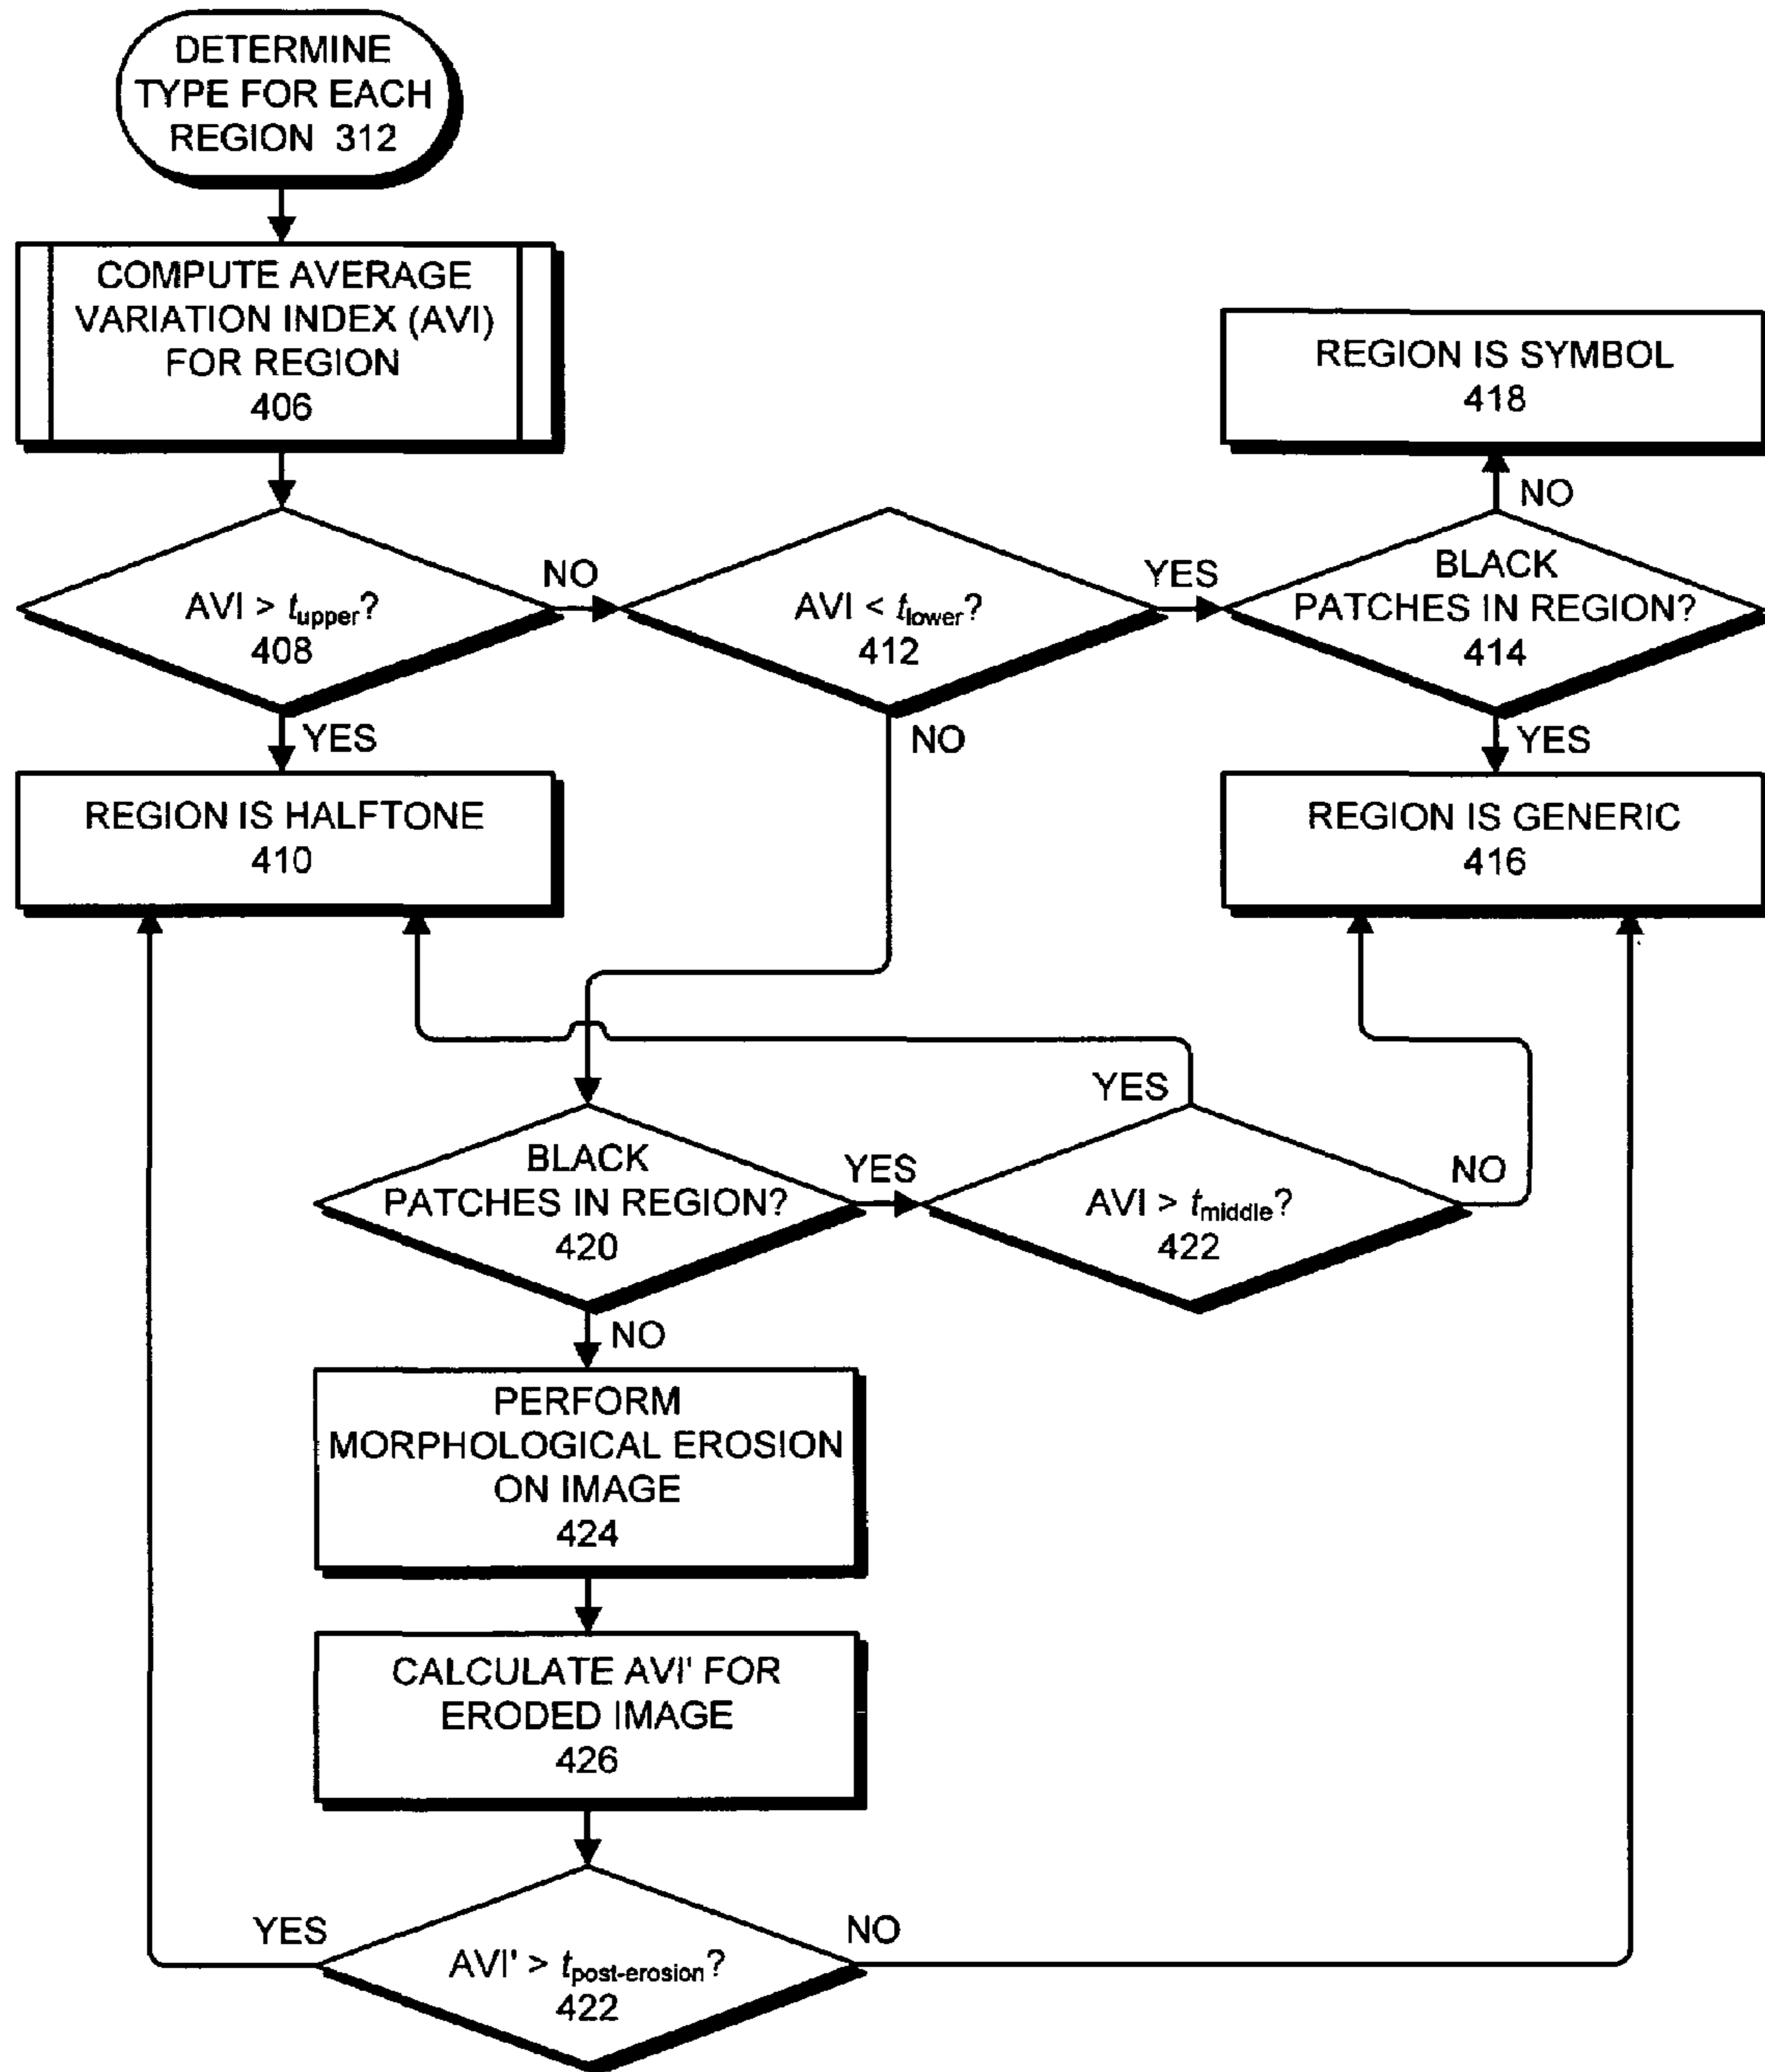 DETERMINE
TYPE FOR EACH
REGION 312
COMPUTE AVERAGE
VARIATION INDEX (AVI)
FOR REGION
406
REGION IS SYMBOL
418
NO
AVI > tupper?
408
NO
AVI < tlower?
412
YES
BLACK
PATCHES IN REGION?
414
YES
NO
YES
REGION IS HALFTONE
410
REGION IS GENERIC
416
YES
BLACK
PATCHES IN REGION?
420
YES
AVI > tmiddle?
422
NO
NO
PERFORM
MORPHOLOGICAL EROSION
ON IMAGE
424
CALCULATE AVI' FOR
ERODED IMAGE
426
YES
AVI' > tpost-erosion?
422
NO